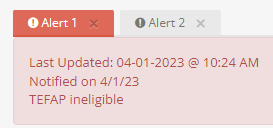 Alert 1 × Alert 2 ×
Last Updated: 04-01-2023 @ 10:24 AM
Notified on 4/1/23
TEFAP ineligible